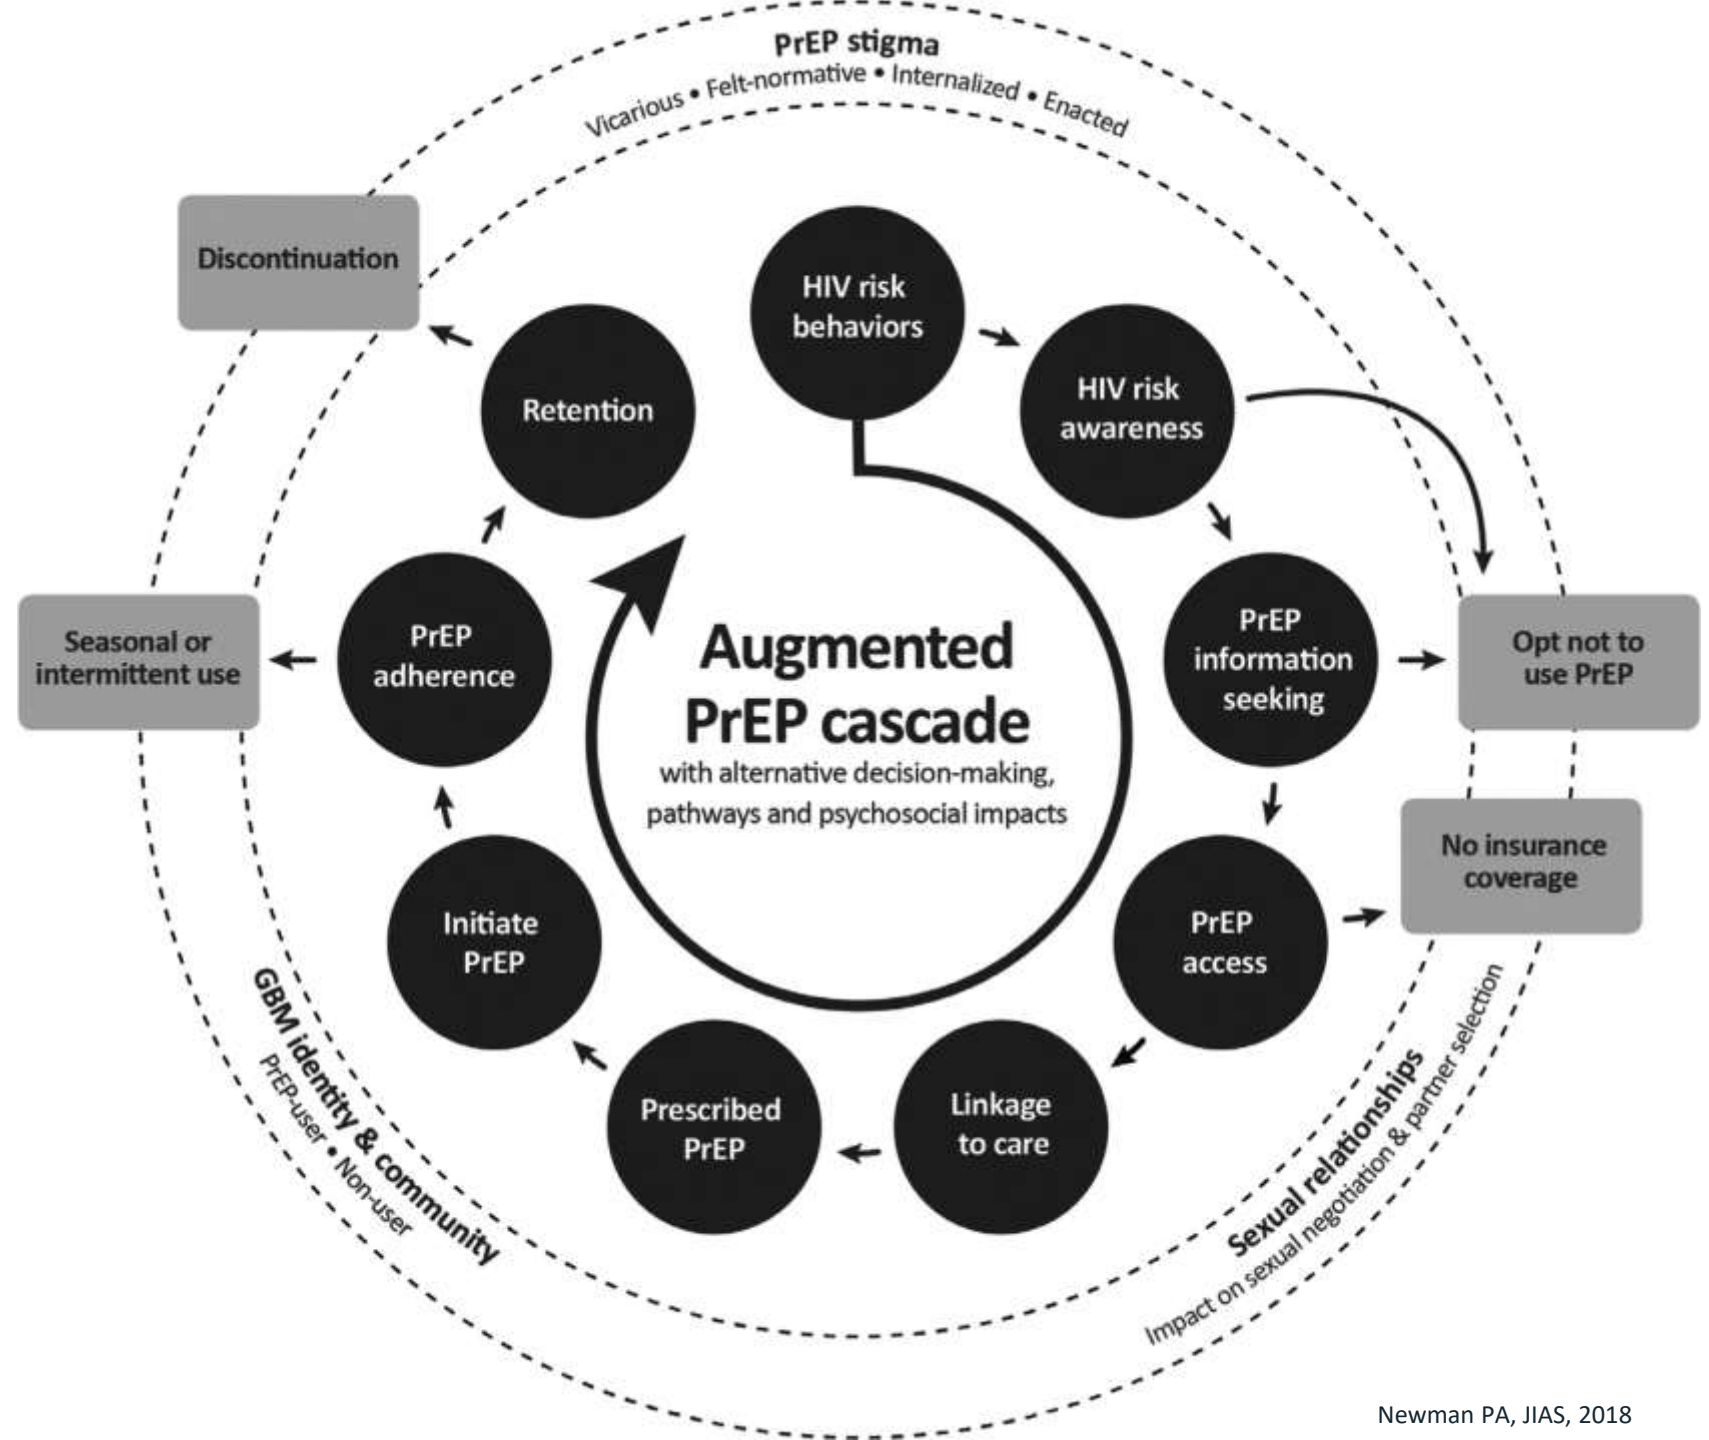 PrEP stigma
Vicarious • Felt-normative • Internalized • Enacted
Discontinuation
HIV risk
behaviors
HIV risk
awareness
Retention
PrEP
information
seeking
Opt not to
use PrEP
PrEP
adherence
Seasonal or
intermittent use
Augmented
PrEP cascade
with alternative decision-making,
pathways and psychosocial impacts
No insurance
coverage
PrEP
access
Initiate
PrEP
Linkage
to care
Prescribed
PrEP
GBM identity & community
PrEP-user • Non-user
Sexual relationships
Impact on sexual negotiation & partner selection
Newman PA, JIAS, 2018